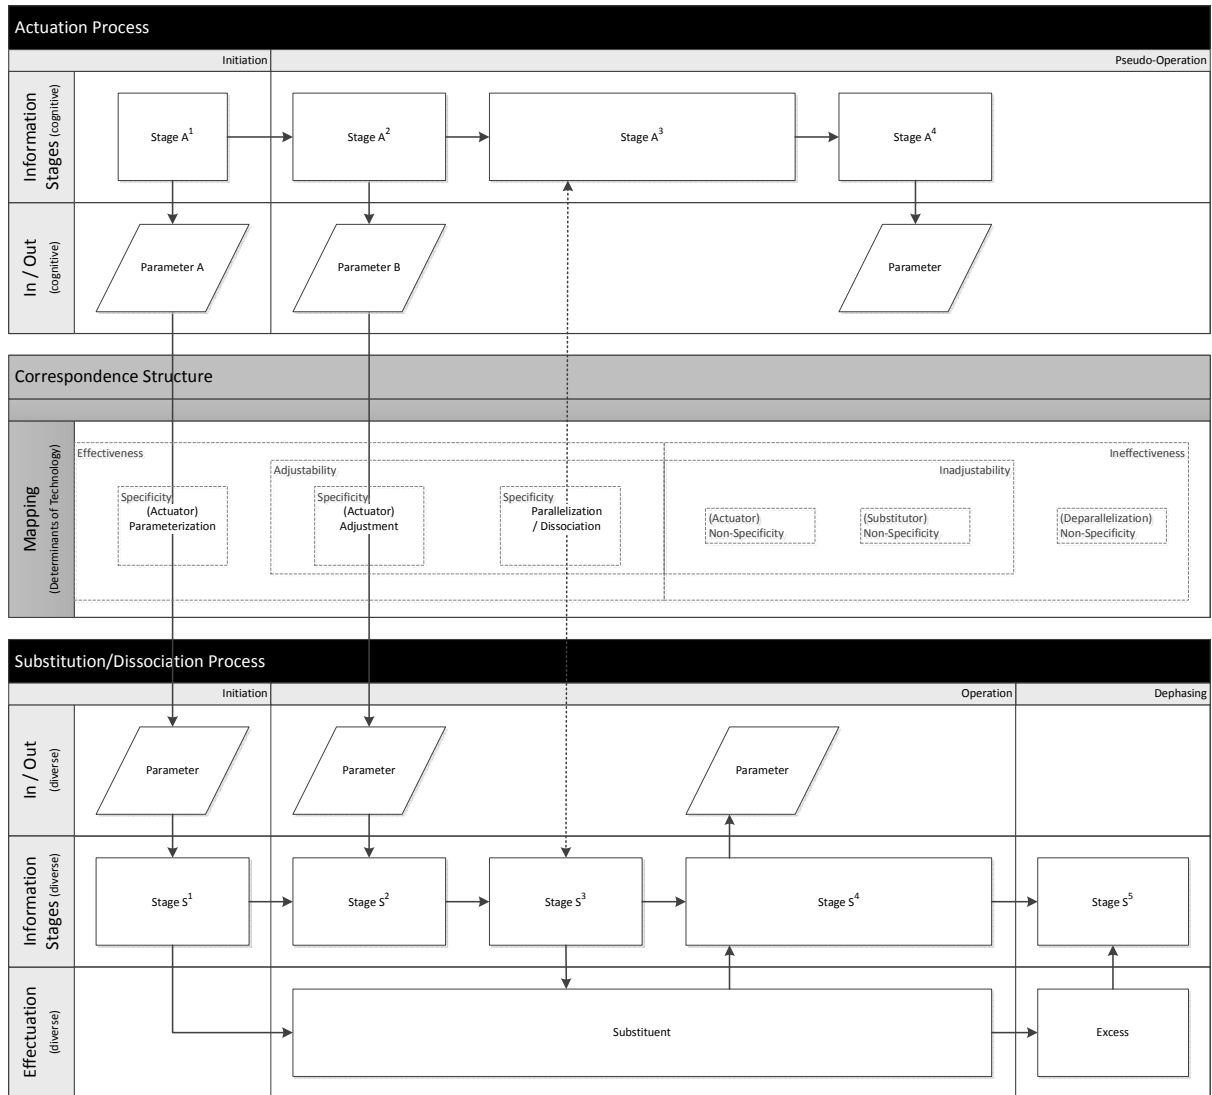 Actuation Process
Initiation
Pseudo-Operation
Information
Stages (cognitive)
Stage A¹
Stage A²
Stage A³
Stage A⁴
In / Out
(cognitive)
Parameter A
Parameter B
Parameter
Correspondence Structure
Mapping
(Determinants of Technology)
Effectiveness
Ineffectiveness
Adjustability
Inadjustability
Specificity
(Actuator)
Parameterization
Specificity
(Actuator)
Adjustment
Specificity
Parallelization
/ Dissociation
(Actuator)
Non-Specificity
(Substitutor)
Non-Specificity
(Deparallelization)
Non-Specificity
Substitution/Dissociation Process
Initiation
Operation
Dephasing
In / Out
(diverse)
Parameter
Parameter
Parameter
Information
Stages (diverse)
Stage S¹
Stage S²
Stage S³
Stage S⁴
Stage S⁵
Effectuation
(diverse)
Substituent
Excess